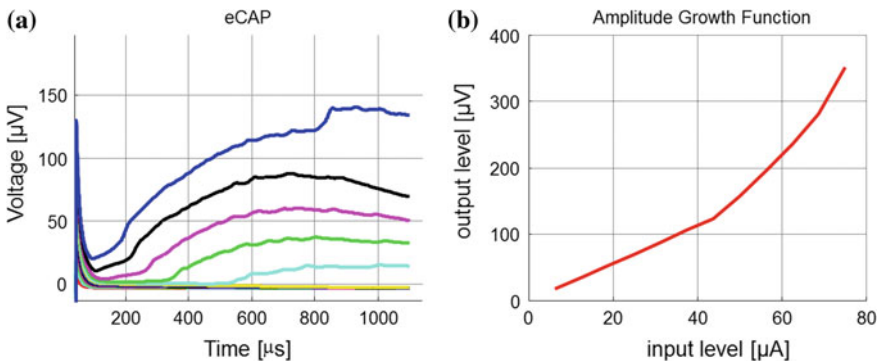 (a)
eCAP
150
100
50
0
Voltage [µV]
200 400 600 800 1000
Time [µs]
(b)
Amplitude Growth Function
400
300
200
100
0
output level [µV]
0 20 40 60 80
input level [µA]